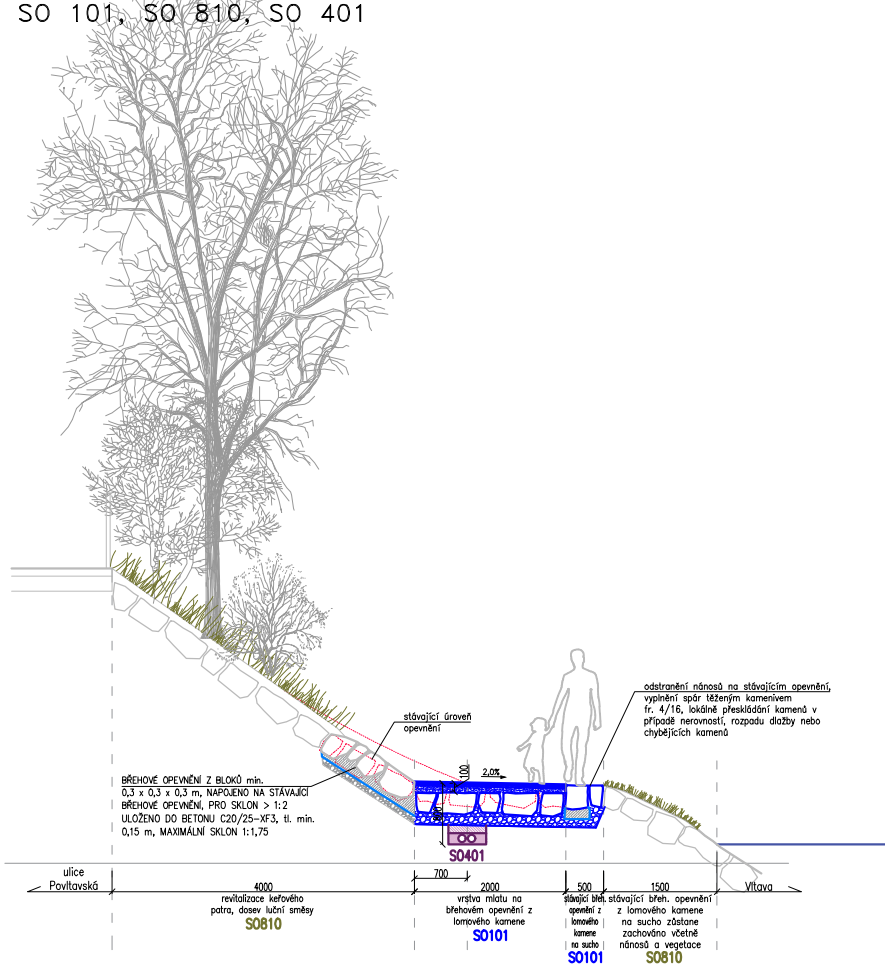 SO 101, SO 810, SO 401
odstranění nánosů na stávajícím opevnění,
vyplnění spár těženým kamenivem
fr. 4/16, lokálně přeskládání kamenů v
případě nerovností, rozpadu dlažby nebo
chybějících kamenů
stávající úroveň
opevnění
100
2,0%
BŘEHOVÉ OPEVNĚNÍ Z BLOKŮ min.
0,3 x 0,3 x 0,3 m, NAPOJENO NA STÁVAJÍCÍ
BŘEHOVÉ OPEVNĚNÍ, PRO SKLON > 1:2
ULOŽENO DO BETONU C20/25-XF3, tl. min.
0,15 m, MAXIMÁLNÍ SKLON 1:1,75
SO401
700
ulice
Povltavská
4000
2000
500
1500
Vltava
revitalizace keřového
patra, dosev luční směsy
SO810
vrstva mlatu na
břehovém opevnění z
lomového kamene
SO101
stávající břeh.
opevnění z
lomového
kamene
na sucho
SO101
stávající břeh. opevnění
z lomového kamene
na sucho zůstane
zachováno včetně
nánosů a vegetace
SO810